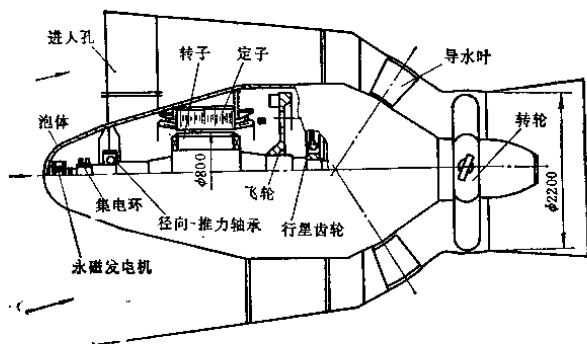 进人孔
转子
定子
导水叶
泡体
转轮
φ800
φ2200
飞轮
集电环
径向-推力轴承
行星齿轮
永磁发电机